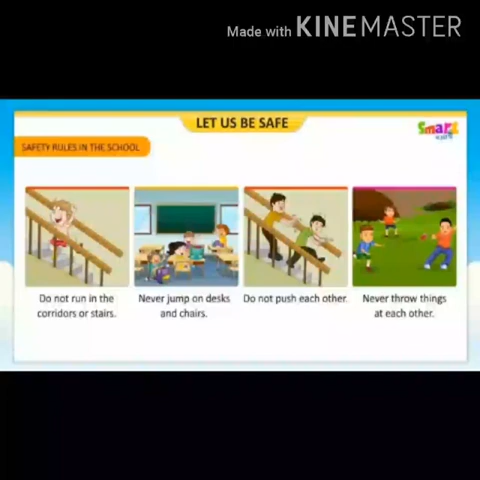 Made with KINEMASTER
LET US BE SAFE
Smart
SAFETY RULES IN THE SCHOOL
Do not run in the
corridors or stairs.
Never jump on desks
and chairs.
Do not push each other.
Never throw things
at each other.